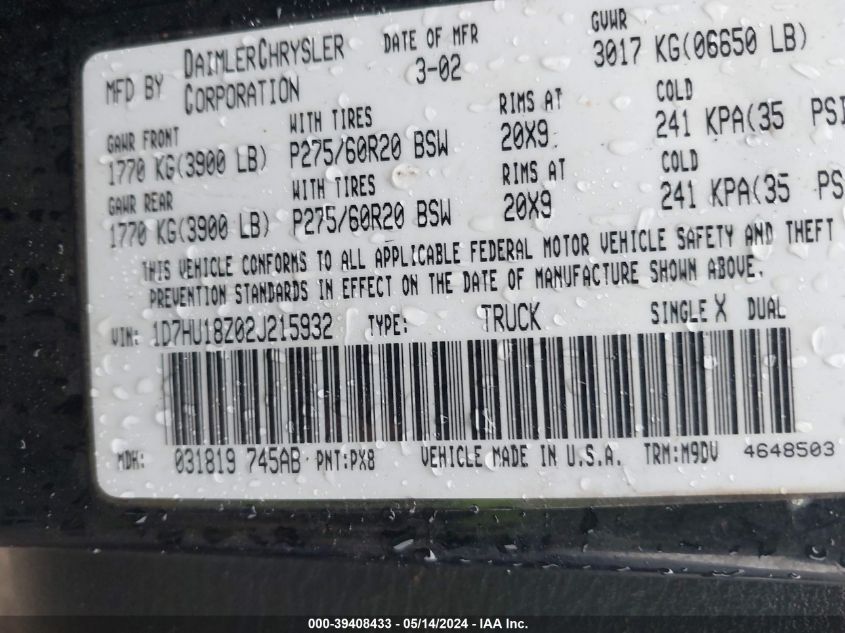 MFD BY DAIMLERCHRYSLER CORPORATION DATE OF MFR 3-02 GVWR 3017 KG(06650 LB)
GAWR FRONT WITH TIRES RIMS AT COLD
1770 KG(3900 LB) P275/60R20 BSW 20X9 241 KPA(35 PSI
GAWR REAR WITH TIRES RIMS AT COLD
1770 KG(3900 LB) P275/60R20 BSW 20X9 241 KPA(35 PS
THIS VEHICLE CONFORMS TO ALL APPLICABLE FEDERAL MOTOR VEHICLE SAFETY AND THEFT
PREVENTION STANDARDS IN EFFECT ON THE DATE OF MANUFACTURE SHOWN ABOVE.
VIN: 1D7HU18Z02J215932 TYPE: TRUCK SINGLE X DUAL
MDH: 031819 745AB PNT:PX8 VEHICLE MADE IN U.S.A. TRM:M9DV 4648503
000-39408433 — 05/14/2024 — IAA Inc.